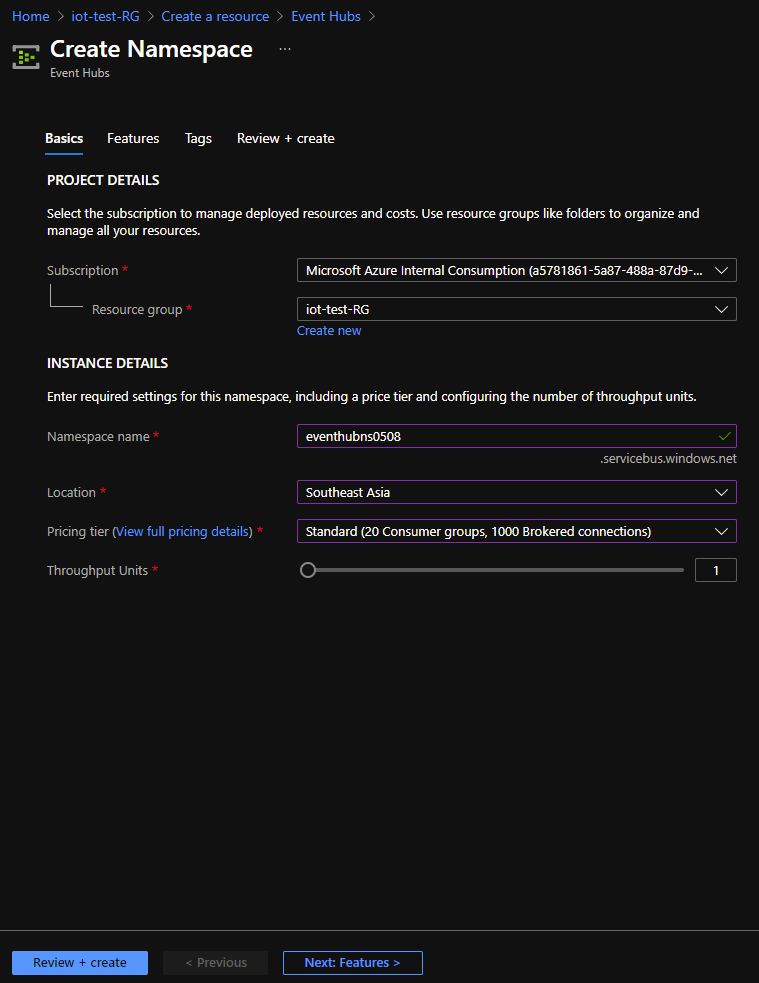 Home > iot-test-RG > Create a resource > Event Hubs >
Create Namespace ...
Event Hubs
Basics Features Tags Review + create
PROJECT DETAILS
Select the subscription to manage deployed resources and costs. Use resource groups like folders to organize and
manage all your resources.
Subscription * Microsoft Azure Internal Consumption (a5781861-5a87-488a-87d9-...
Resource group * iot-test-RG
Create new
INSTANCE DETAILS
Enter required settings for this namespace, including a price tier and configuring the number of throughput units.
Namespace name * eventhubns0508
.servicebus.windows.net
Location * Southeast Asia
Pricing tier (View full pricing details) * Standard (20 Consumer groups, 1000 Brokered connections)
Throughput Units * 1
Review + create < Previous Next: Features >